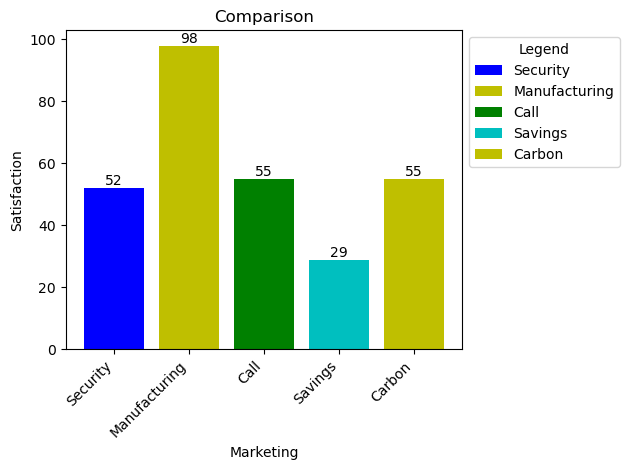 Comparison
Satisfaction
100
80
60
40
20
0
52
98
55
29
55
Security
Manufacturing
Call
Savings
Carbon
Marketing
Legend
Security
Manufacturing
Call
Savings
Carbon